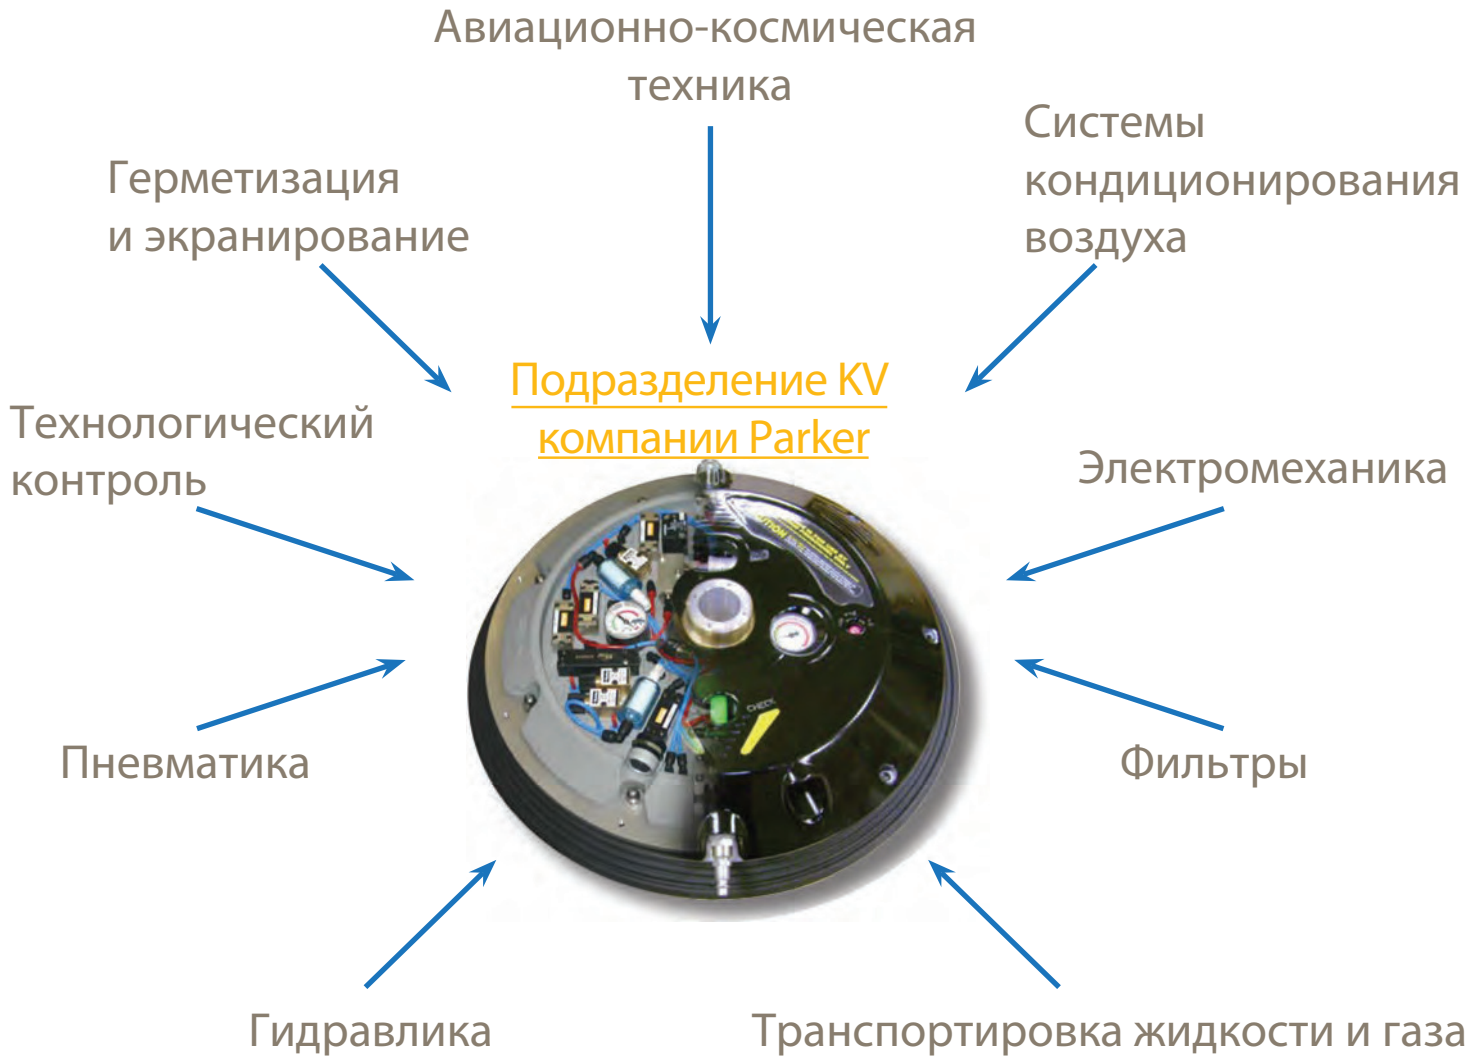 Авиационно-космическая
техника
Системы
кондиционирования
воздуха
Герметизация
и экранирование
Подразделение KV
компании Parker
Технологический
контроль
Электромеханика
CAUTION
CHECK
Пневматика
Фильтры
Гидравлика
Транспортировка жидкости и газа